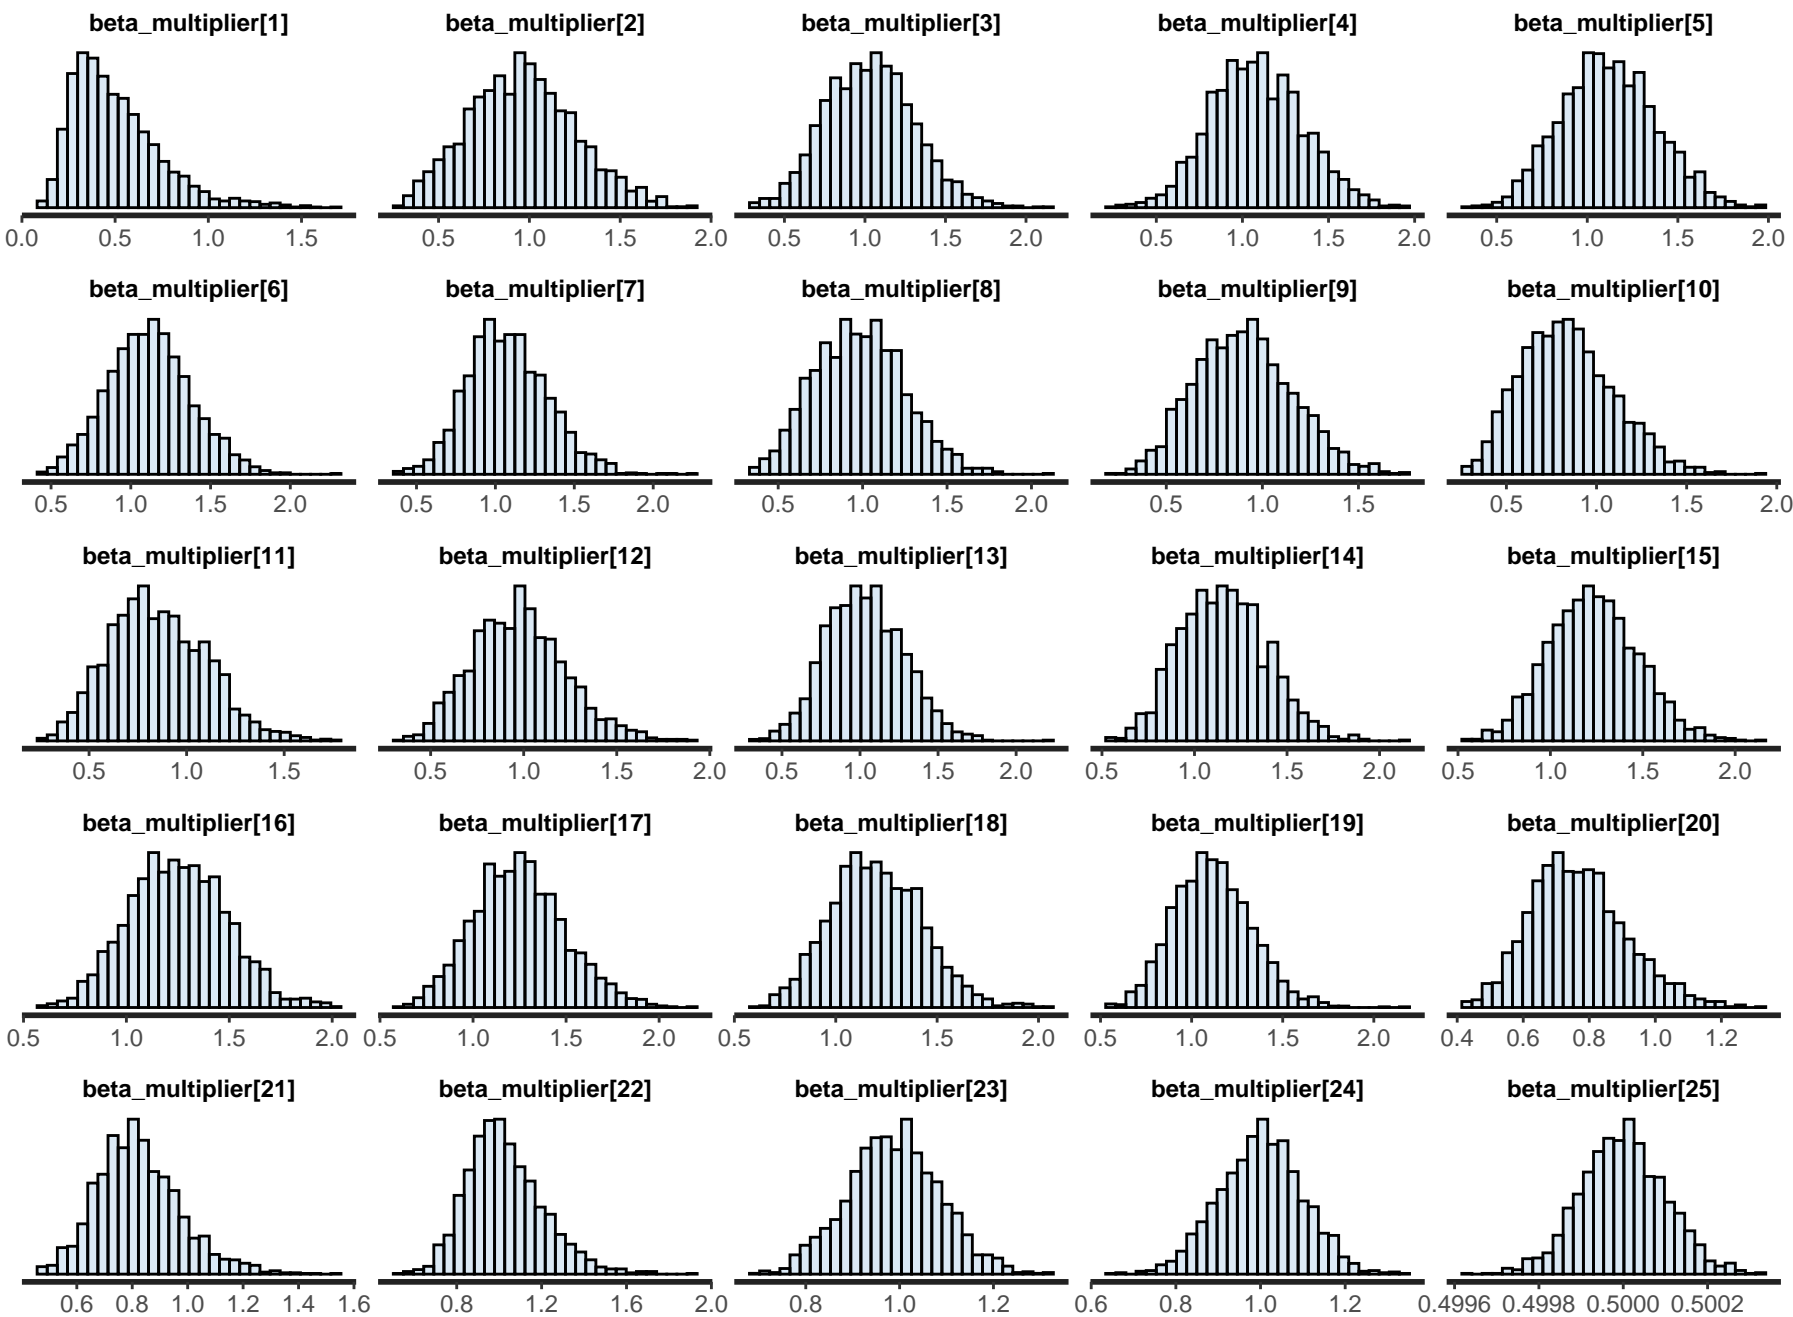 beta_multiplier[1] beta_multiplier[2] beta_multiplier[3] beta_multiplier[4] beta_multiplier[5]
0.0 0.5 1.0 1.5 0.5 1.0 1.5 2.0 0.5 1.0 1.5 2.0 0.5 1.0 1.5 2.0 0.5 1.0 1.5 2.0
beta_multiplier[6] beta_multiplier[7] beta_multiplier[8] beta_multiplier[9] beta_multiplier[10]
0.5 1.0 1.5 2.0 0.5 1.0 1.5 2.0 0.5 1.0 1.5 2.0 0.5 1.0 1.5 0.5 1.0 1.5 2.0
beta_multiplier[11] beta_multiplier[12] beta_multiplier[13] beta_multiplier[14] beta_multiplier[15]
0.5 1.0 1.5 0.5 1.0 1.5 2.0 0.5 1.0 1.5 2.0 0.5 1.0 1.5 2.0 0.5 1.0 1.5 2.0
beta_multiplier[16] beta_multiplier[17] beta_multiplier[18] beta_multiplier[19] beta_multiplier[20]
0.5 1.0 1.5 2.0 0.5 1.0 1.5 2.0 0.5 1.0 1.5 2.0 0.5 1.0 1.5 2.0 0.4 0.6 0.8 1.0 1.2
beta_multiplier[21] beta_multiplier[22] beta_multiplier[23] beta_multiplier[24] beta_multiplier[25]
0.6 0.8 1.0 1.2 1.4 1.6 0.8 1.2 1.6 2.0 0.8 1.0 1.2 0.6 0.8 1.0 1.2 0.4996 0.4998 0.5000 0.5002